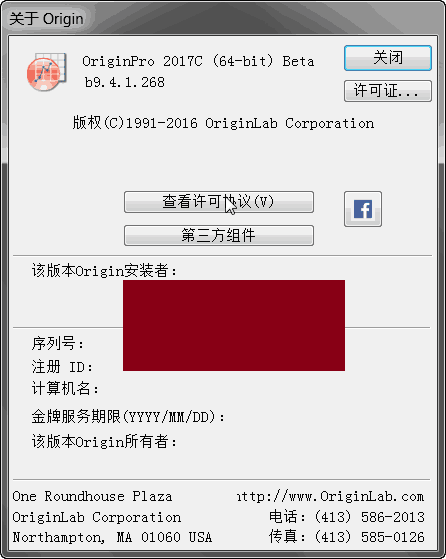 关于 Origin
OriginPro 2017C (64-bit) Beta
b9.4.1.268
关闭
许可证...
版权(C)1991-2016 OriginLab Corporation
查看许可协议(V)
第三方组件
该版本Origin安装者:
序列号:
注册 ID:
计算机名:
金牌服务期限(YYYY/MM/DD):
该版本Origin所有者:
One Roundhouse Plaza
http://www.OriginLab.com
OriginLab Corporation
电话: (413) 586-2013
Northampton, MA 01060 USA
传真: (413) 585-0126